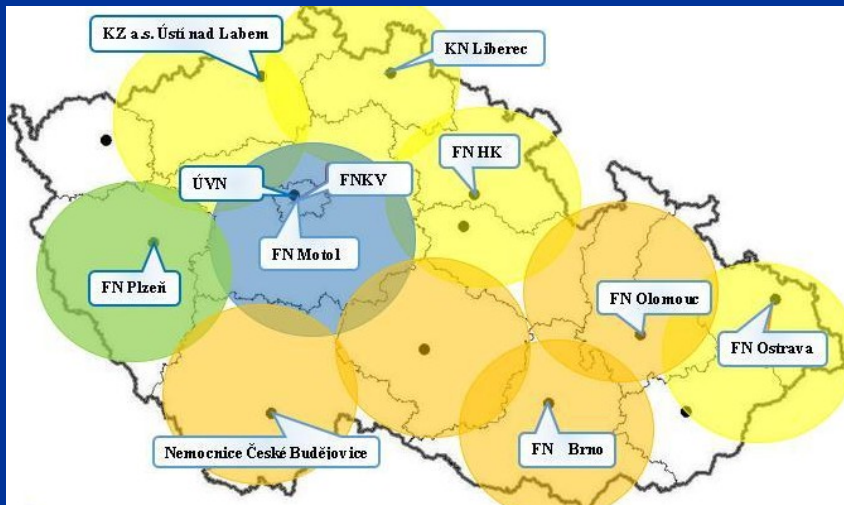 KZ a.s. Ústí nad Labem
KN Liberec
FN HK
ÚVN
FNKV
FN Motol
FN Plzeň
FN Olomouc
FN Ostrava
Nemocnice České Budějovice
FN Brno